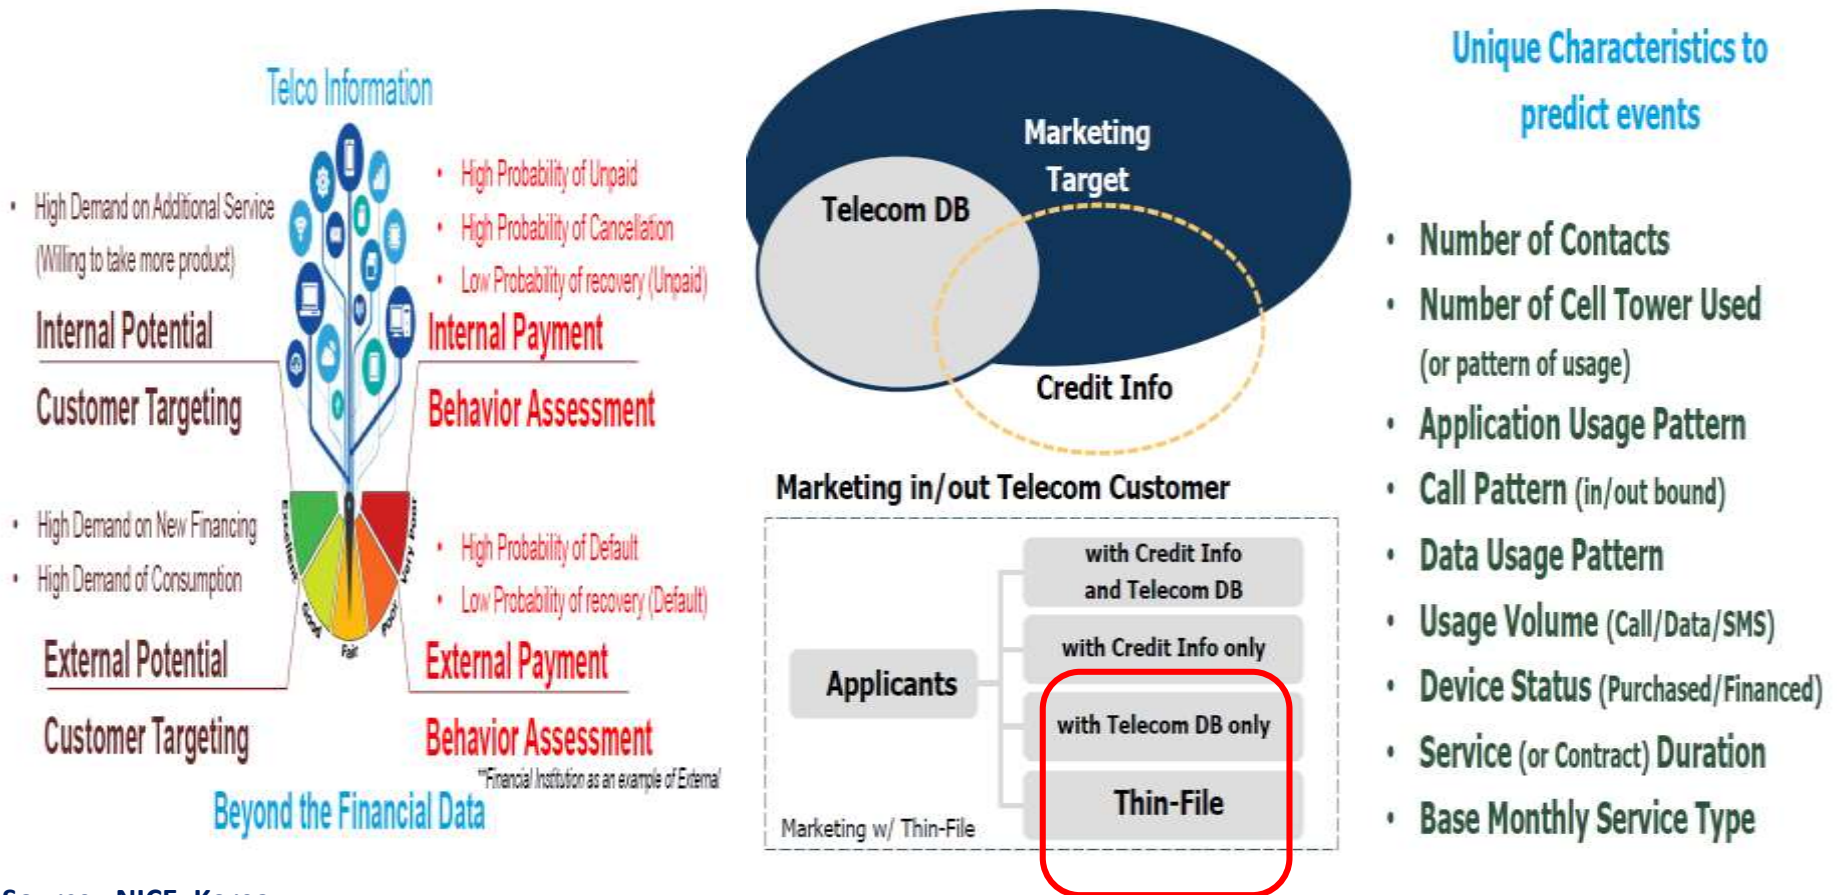 Telco Information
• High Demand on Additional Service
(Willing to take more product)
Internal Potential
Customer Targeting
• High Probability of Unpaid
• High Probability of Cancellation
• Low Probability of recovery (Unpaid)
Internal Payment
Behavior Assessment
• High Demand on New Financing
• High Demand of Consumption
External Potential
Customer Targeting
Excellent
Good
Fair
Poor
Very Poor
• High Probability of Default
• Low Probability of recovery (Default)
External Payment
Behavior Assessment
**Financial Institution as an example of External
Beyond the Financial Data
Marketing
Target
Telecom DB
Credit Info
Marketing in/out Telecom Customer
Applicants
with Credit Info
and Telecom DB
with Credit Info only
with Telecom DB only
Thin-File
Marketing w/ Thin-File
Unique Characteristics to
predict events
• Number of Contacts
• Number of Cell Tower Used
(or pattern of usage)
• Application Usage Pattern
• Call Pattern (in/out bound)
• Data Usage Pattern
• Usage Volume (Call/Data/SMS)
• Device Status (Purchased/Financed)
• Service (or Contract) Duration
• Base Monthly Service Type